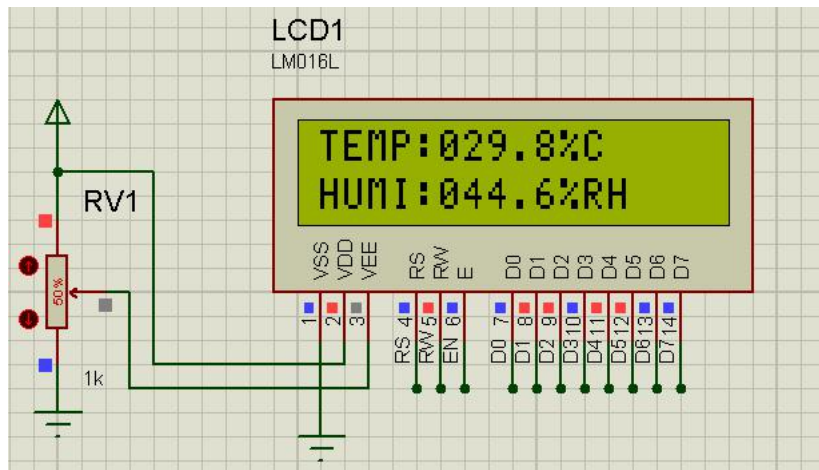 LCD1
LM016L
TEMP:029.8%C
HUMI:044.6%RH
RV1
50%
1k
VSS
VDD
VEE
RS
RW
E
D0
D1
D2
D3
D4
D5
D6
D7
1
2
3
4
5
6
7
8
9
10
11
12
13
14
RS
RW
EN
D0
D1
D2
D3
D4
D5
D6
D7